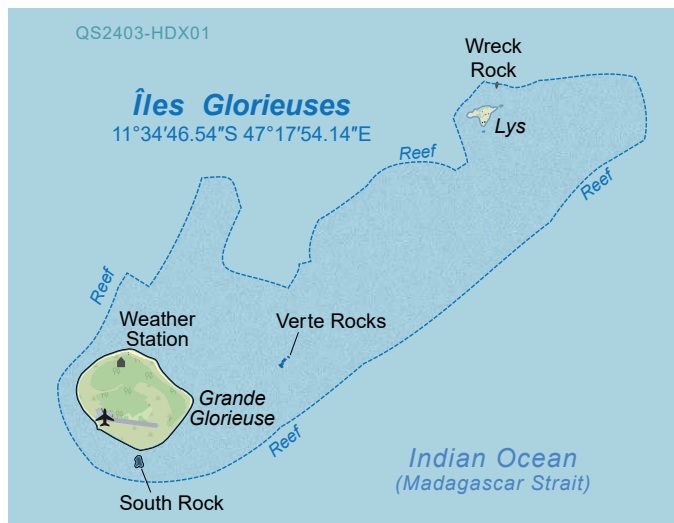 QS2403-HDX01
Wreck
Rock
Îles Glorieuses
11°34′46.54″S 47°17′54.14″E
Lys
Reef
Reef
Reef
Weather
Station
Verte Rocks
Grande
Glorieuse
Reef
Indian Ocean
(Madagascar Strait)
South Rock